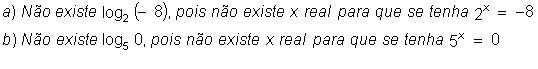 a) Não existe log₂ (– 8), pois não existe x real para que se tenha 2ˣ = –8
b) Não existe log₅ 0, pois não existe x real para que se tenha 5ˣ = 0